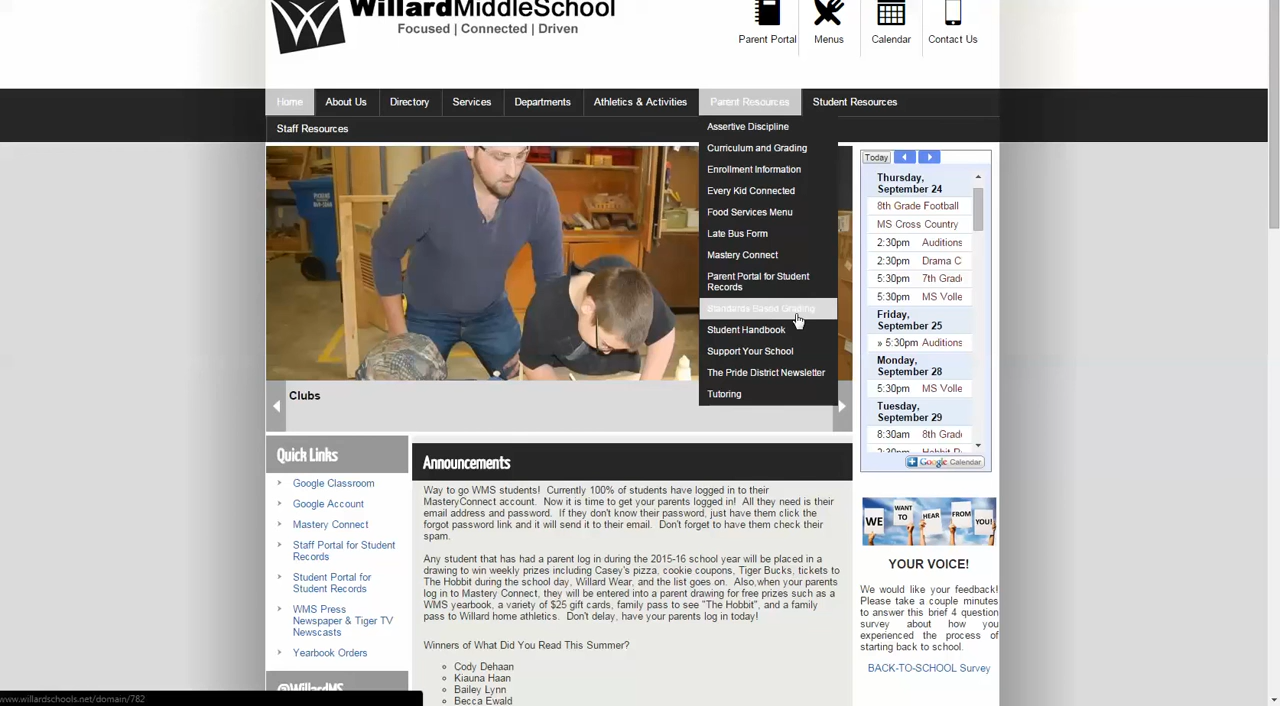 WillardMiddleSchool
Focused | Connected | Driven
Parent Portal
Menus
Calendar
Contact Us
Home
About Us
Directory
Services
Departments
Athletics & Activities
Parent Resources
Student Resources
Staff Resources
Assertive Discipline
Curriculum and Grading
Enrollment Information
Every Kid Connected
Food Services Menu
Late Bus Form
Mastery Connect
Parent Portal for Student
Records
Standards Based Grading
Student Handbook
Support Your School
The Pride District Newsletter
Tutoring
Clubs
Today
Thursday,
September 24
8th Grade Football
MS Cross Country
2:30pm Auditions
2:30pm Drama C
5:30pm 7th Grade
5:30pm MS Volle
Friday,
September 25
» 5:30pm Auditions
Monday,
September 28
5:30pm MS Volle
Tuesday,
September 29
8:30am 8th Grad
2:30pm Hobbit R
Google Calendar
Quick Links
Google Classroom
Google Account
Mastery Connect
Staff Portal for Student
Records
Student Portal for
Student Records
WMS Press
Newspaper & Tiger TV
Newscasts
Yearbook Orders
@WillardMS
Announcements
Way to go WMS students!  Currently 100% of students have logged in to their
MasteryConnect account.  Now it is time to get your parents logged in!  All they need is their
email address and password.  If they don't know their password, just have them click the
forgot password link and it will send it to their email.  Don't forget to have them check their
spam.
Any student that has had a parent log in during the 2015-16 school year will be placed in a
drawing to win weekly prizes including Casey's pizza, cookie coupons, Tiger Bucks, tickets to
The Hobbit during the school day, Willard Wear, and the list goes on.  Also,when your parents
log in to Mastery Connect, they will be entered into a parent drawing for free prizes such as a
WMS yearbook, a variety of $25 gift cards, family pass to see "The Hobbit", and a family
pass to Willard home athletics.  Don't delay, have your parents log in today!
Winners of What Did You Read This Summer?
Cody Dehaan
Kiauna Haan
Bailey Lynn
Becca Ewald
WE WANT TO HEAR FROM YOU!
YOUR VOICE!
We would like your feedback!
Please take a couple minutes
to answer this brief 4 question
survey about how you
experienced the process of
starting back to school.
BACK-TO-SCHOOL Survey
www.willardschools.net/domain/782